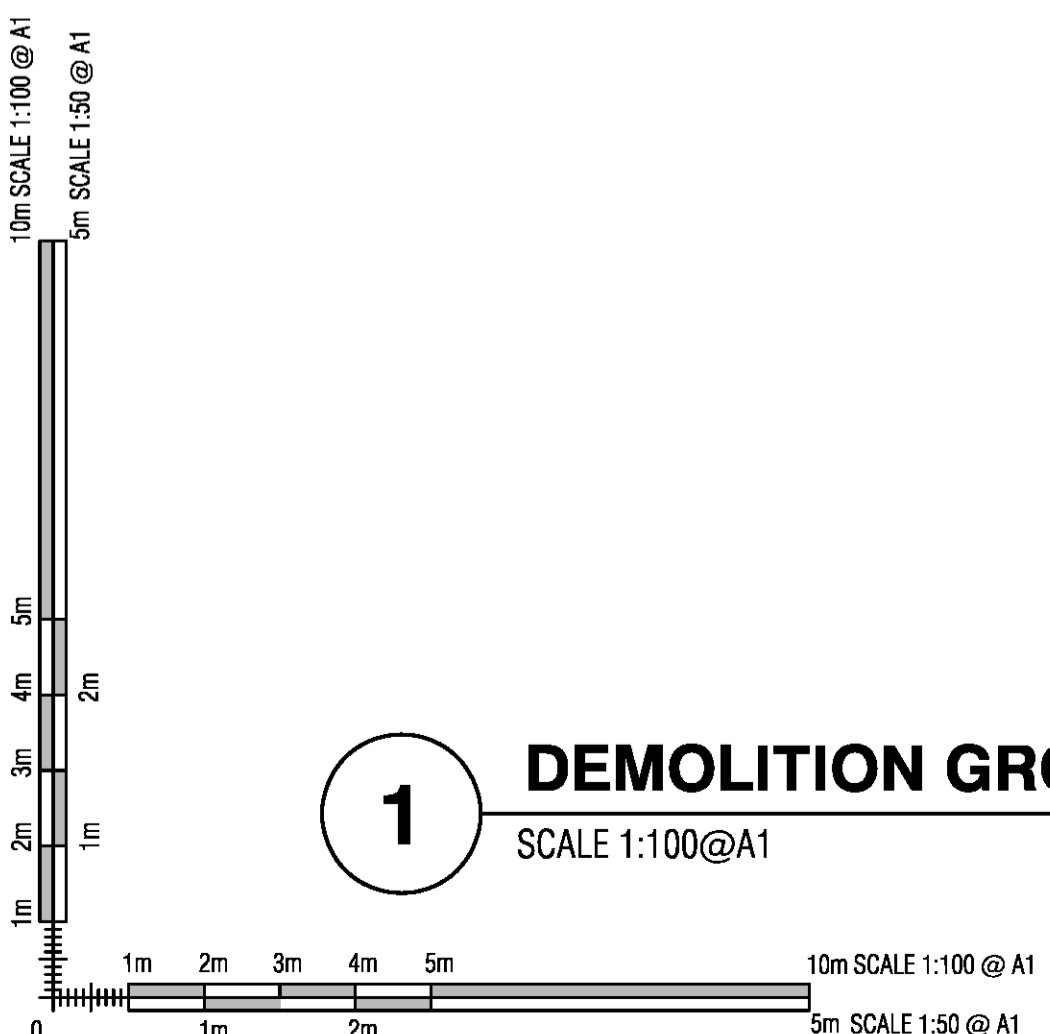 10m SCALE 1:100 @ A1
5m SCALE 1:50 @ A1
5m
4m
3m
2m
1m
2m
1m
1
DEMOLITION GRO
SCALE 1:100@A1
1m 2m 3m 4m 5m 10m SCALE 1:100 @ A1
0 1m 2m 5m SCALE 1:50 @ A1